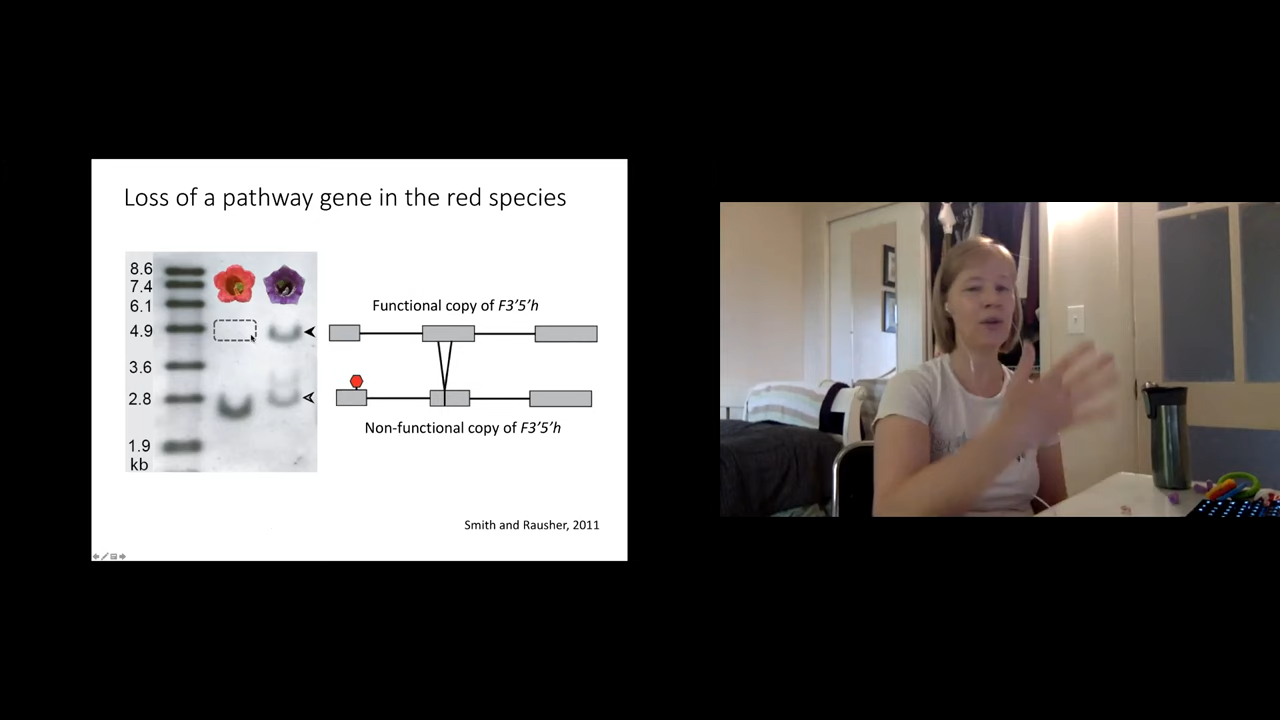 Loss of a pathway gene in the red species
8.6
7.4
6.1
4.9
3.6
2.8
1.9
kb
Functional copy of F3'5'h
Non-functional copy of F3'5'h
Smith and Rausher, 2011